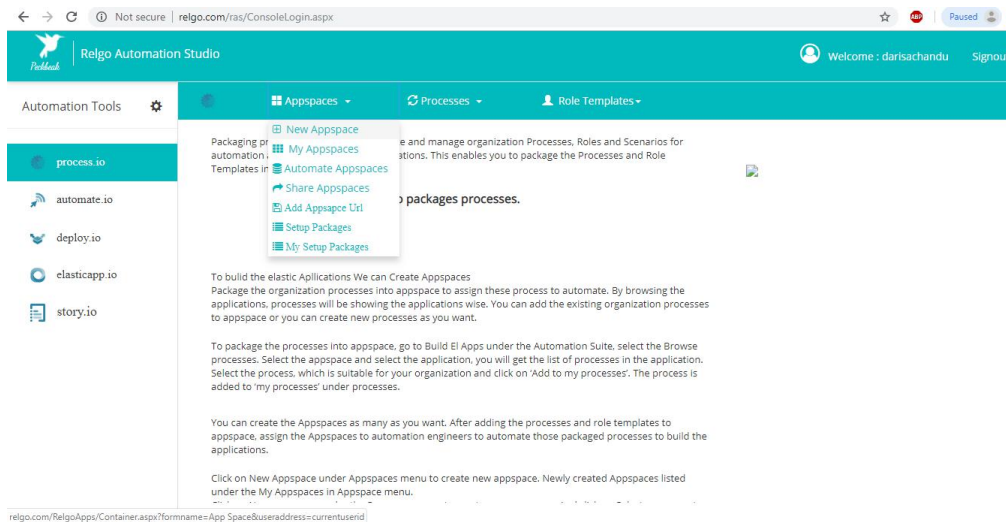 Not secure | relgo.com/ras/ConsoleLogin.aspx
ABP
Paused
Peckbeak
Relgo Automation Studio
Welcome : darisachandu
Signou
Automation Tools
Appspaces
Processes
Role Templates
process.io
automate.io
deploy.io
elasticapp.io
story.io
New Appspace
My Appspaces
Automate Appspaces
Share Appspaces
Add Appsapce Url
Setup Packages
My Setup Packages
Packaging pr e and manage organization Processes, Roles and Scenarios for
automation ations. This enables you to package the Processes and Role
Templates in
packages processes.
To bulid the elastic Apllications We can Create Appspaces
Package the organization processes into appspace to assign these process to automate. By browsing the
applications, processes will be showing the applications wise. You can add the existing organization processes
to appspace or you can create new processes as you want.
To package the processes into appspace, go to Build El Apps under the Automation Suite, select the Browse
processes. Select the appspace and select the application, you will get the list of processes in the application.
Select the process, which is suitable for your organization and click on 'Add to my processes'. The process is
added to 'my processes' under processes.
You can create the Appspaces as many as you want. After adding the processes and role templates to
appspace, assign the Appspaces to automation engineers to automate those packaged processes to build the
applications.
Click on New Appspace under Appspaces menu to create new appspace. Newly created Appspaces listed
under the My Appspaces in Appspace menu.
relgo.com/RelgoApps/Container.aspx?formname=App Space&useraddress=currentuserid